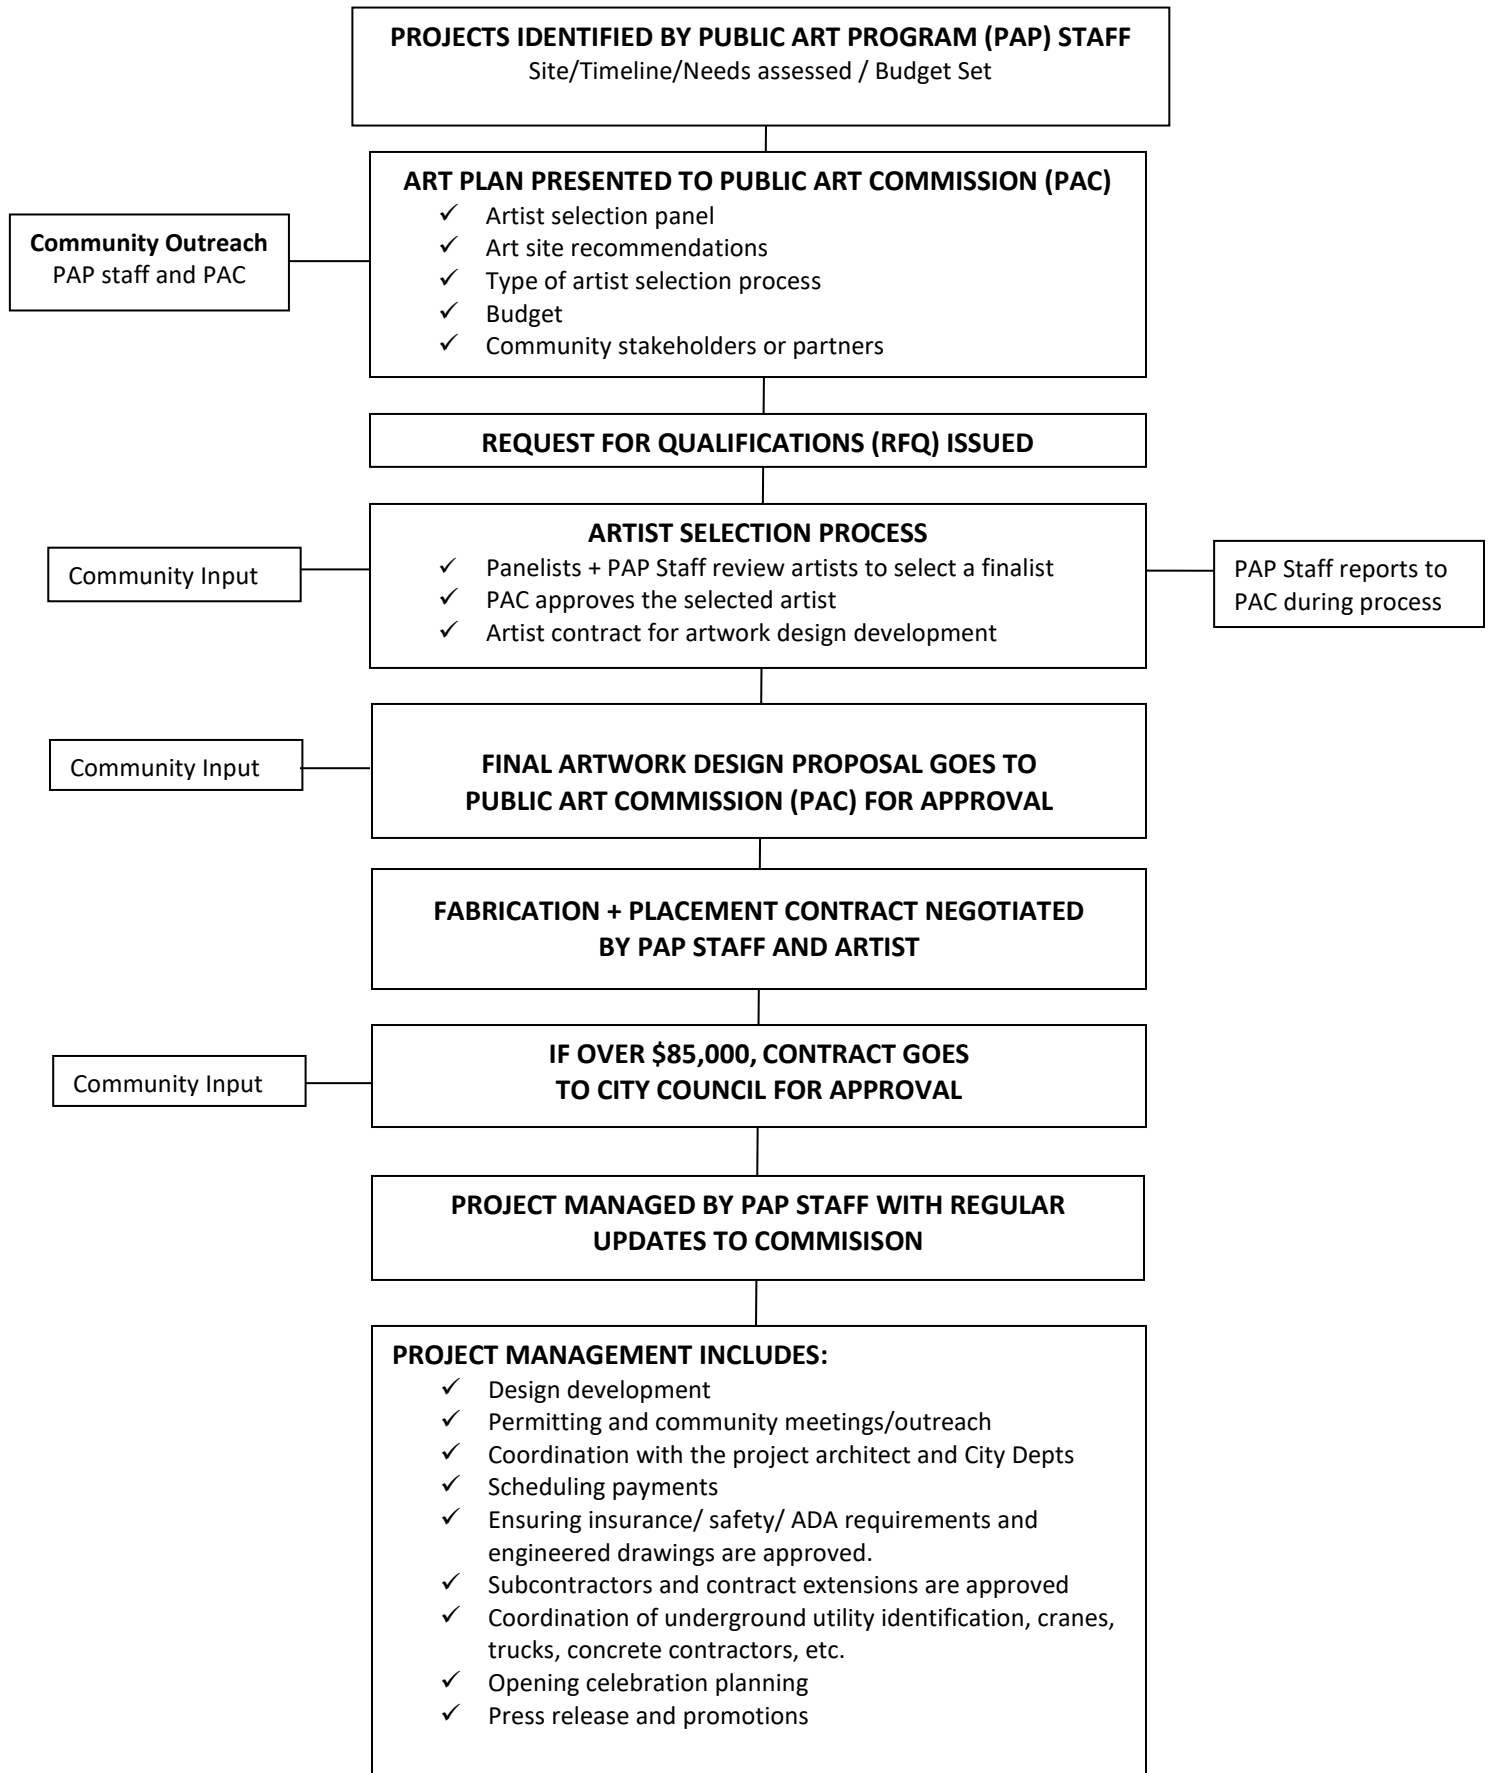 PROJECTS IDENTIFIED BY PUBLIC ART PROGRAM (PAP) STAFF
Site/Timeline/Needs assessed / Budget Set
ART PLAN PRESENTED TO PUBLIC ART COMMISSION (PAC)
✓ Artist selection panel
✓ Art site recommendations
✓ Type of artist selection process
✓ Budget
✓ Community stakeholders or partners
Community Outreach
PAP staff and PAC
REQUEST FOR QUALIFICATIONS (RFQ) ISSUED
ARTIST SELECTION PROCESS
✓ Panelists + PAP Staff review artists to select a finalist
✓ PAC approves the selected artist
✓ Artist contract for artwork design development
Community Input
PAP Staff reports to
PAC during process
Community Input
FINAL ARTWORK DESIGN PROPOSAL GOES TO
PUBLIC ART COMMISSION (PAC) FOR APPROVAL
FABRICATION + PLACEMENT CONTRACT NEGOTIATED
BY PAP STAFF AND ARTIST
IF OVER $85,000, CONTRACT GOES
TO CITY COUNCIL FOR APPROVAL
Community Input
PROJECT MANAGED BY PAP STAFF WITH REGULAR
UPDATES TO COMMISISON
PROJECT MANAGEMENT INCLUDES:
✓ Design development
✓ Permitting and community meetings/outreach
✓ Coordination with the project architect and City Depts
✓ Scheduling payments
✓ Ensuring insurance/ safety/ ADA requirements and
engineered drawings are approved.
✓ Subcontractors and contract extensions are approved
✓ Coordination of underground utility identification, cranes,
trucks, concrete contractors, etc.
✓ Opening celebration planning
✓ Press release and promotions